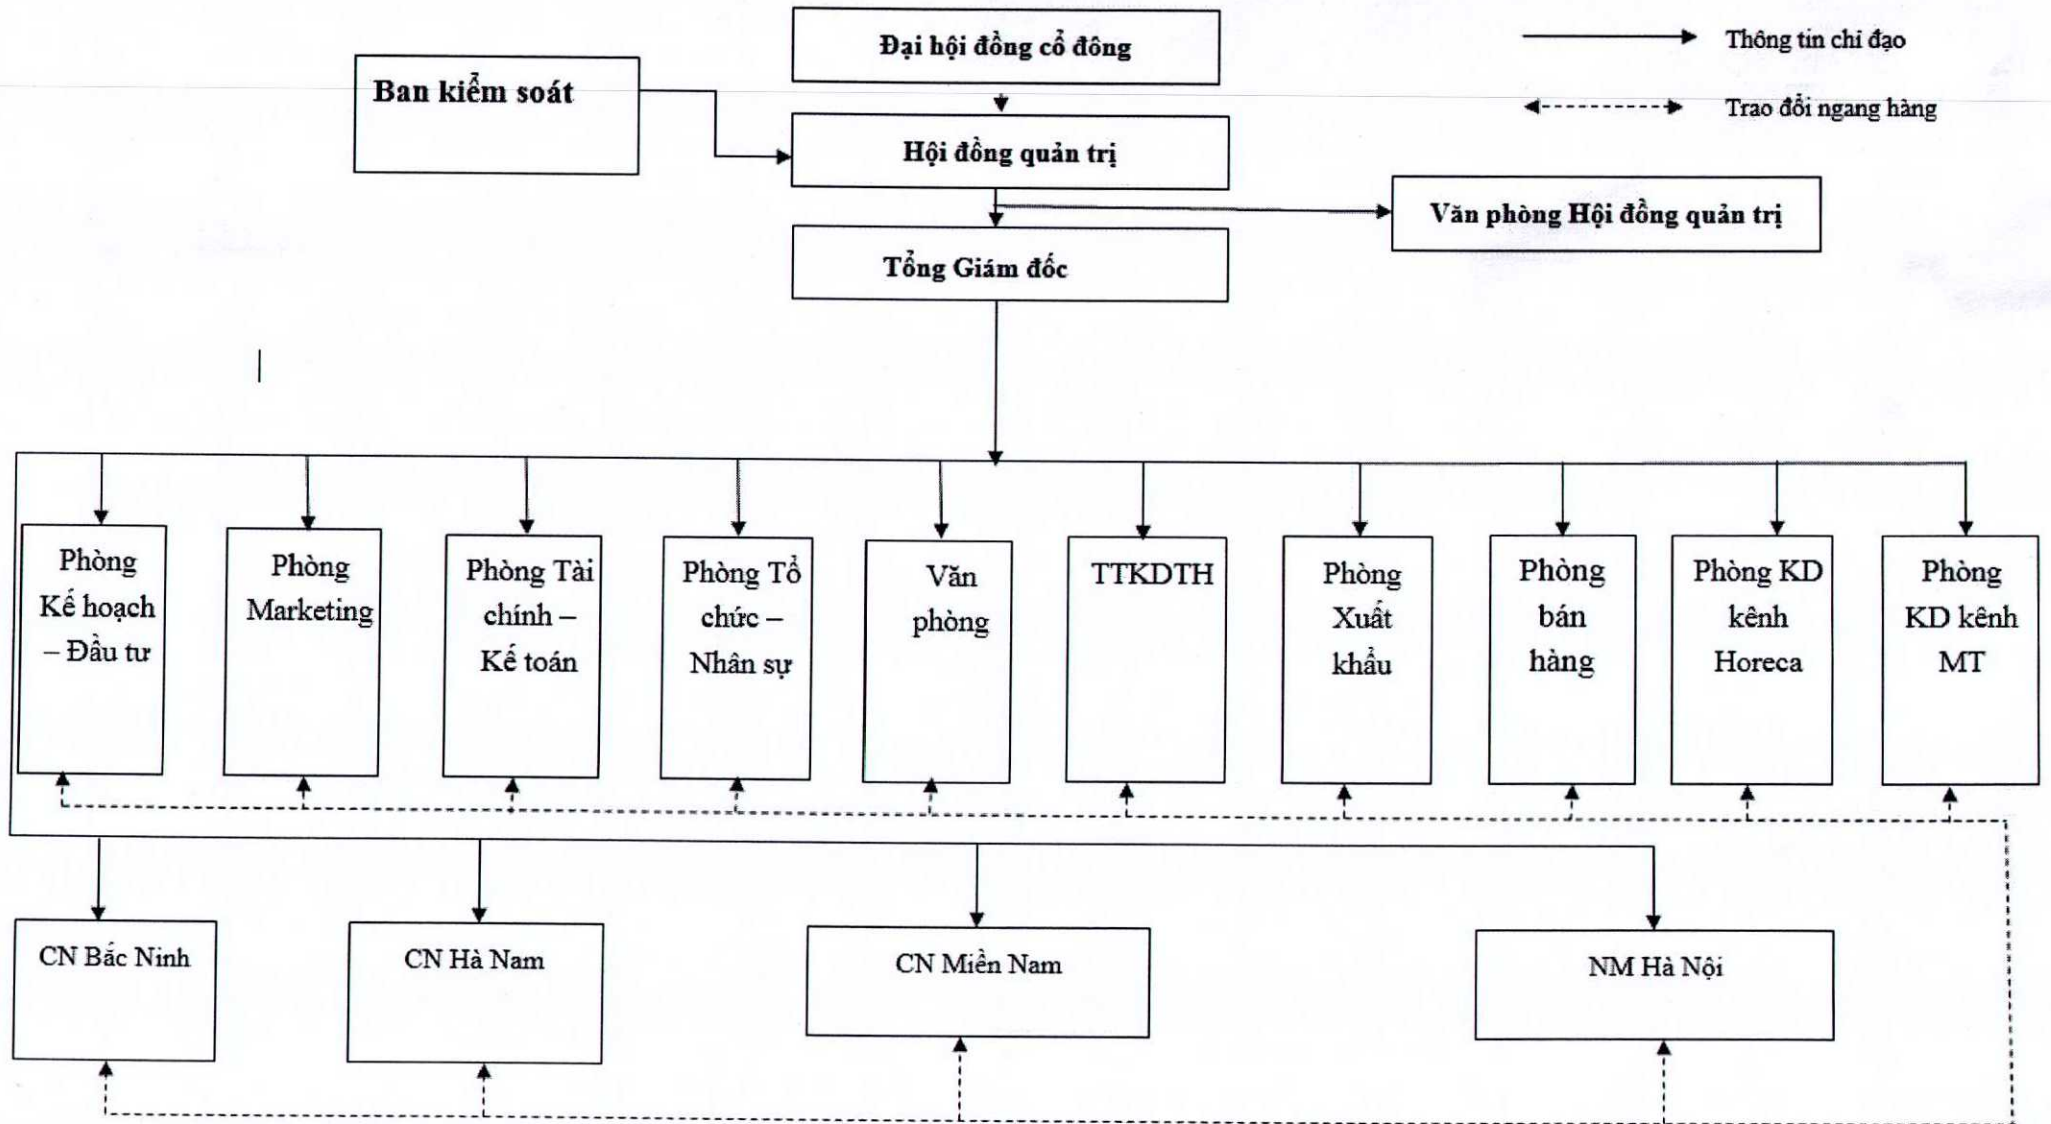 Đại hội đồng cổ đông
Thông tin chỉ đạo
Ban kiểm soát
Trao đổi ngang hàng
Hội đồng quản trị
Văn phòng Hội đồng quản trị
Tổng Giám đốc
Phòng
Kế hoạch
– Đầu tư
Phòng
Marketing
Phòng Tài
chính –
Kế toán
Phòng Tổ
chức –
Nhân sự
Văn
phòng
TTKDTH
Phòng
Xuất
khẩu
Phòng
bán
hàng
Phòng KD
kênh
Horeca
Phòng
KD kênh
MT
CN Bắc Ninh
CN Hà Nam
CN Miền Nam
NM Hà Nội